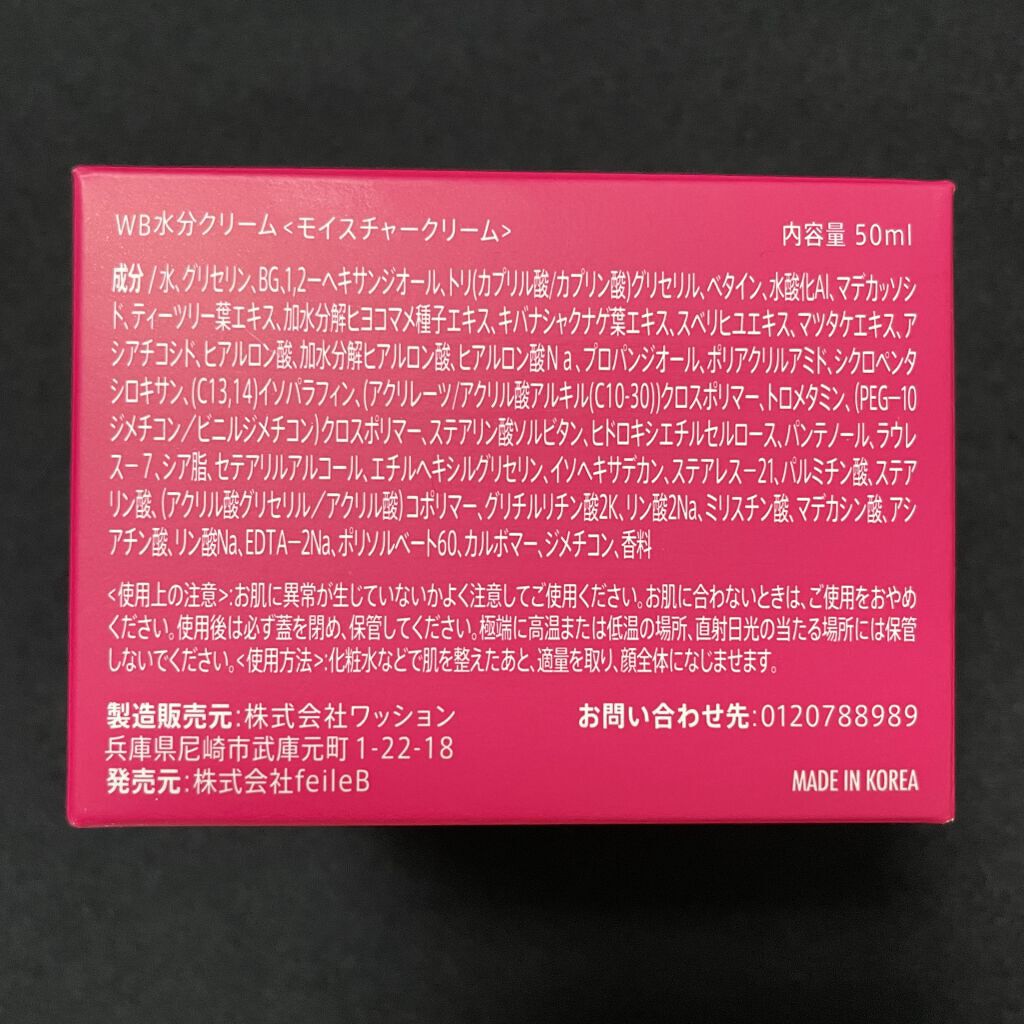 WB水分クリーム<モイスチャークリーム>
内容量 50ml
成分 / 水、グリセリン、BG、1,2ーヘキサンジオール、トリ(カプリル酸/カプリン酸)グリセリル、ベタイン、水酸化Al、マデカッソシ
ド、ティーツリー葉エキス、加水分解ヒヨコマメ種子エキス、キバナシャクナゲ葉エキス、スベリヒユエキス、マツタケエキス、ア
シアチコシド、ヒアルロン酸、加水分解ヒアルロン酸、ヒアルロン酸Na、プロパンジオール、ポリアクリルアミド、シクロペンタ
シロキサン、(C13,14)イソパラフィン、(アクリレーツ/アクリル酸アルキル(C10-30))クロスポリマー、トロメタミン、(PEGー10
ジメチコン/ビニルジメチコン)クロスポリマー、ステアリン酸ソルビタン、ヒドロキシエチルセルロース、パンテノール、ラウレ
スー7、シア脂、セテアリルアルコール、エチルヘキシルグリセリン、イソヘキサデカン、ステアレスー21、パルミチン酸、ステア
リン酸、(アクリル酸グリセリル/アクリル酸)コポリマー、グリチルリチン酸2K、リン酸2Na、ミリスチン酸、マデカシン酸、アシ
アチン酸、リン酸Na、EDTAー2Na、ポリソルベート60、カルボマー、ジメチコン、香料
<使用上の注意>:お肌に異常が生じていないかよく注意してご使用ください。お肌に合わないときは、ご使用をおやめ
ください。使用後は必ず蓋を閉め、保管してください。極端に高温または低温の場所、直射日光の当たる場所には保管
しないでください。<使用方法>:化粧水などで肌を整えたあと、適量を取り、顔全体になじませます。
製造販売元:株式会社ワッション
お問い合わせ先:0120788989
兵庫県尼崎市武庫元町1-22-18
発売元:株式会社feileB
MADE IN KOREA